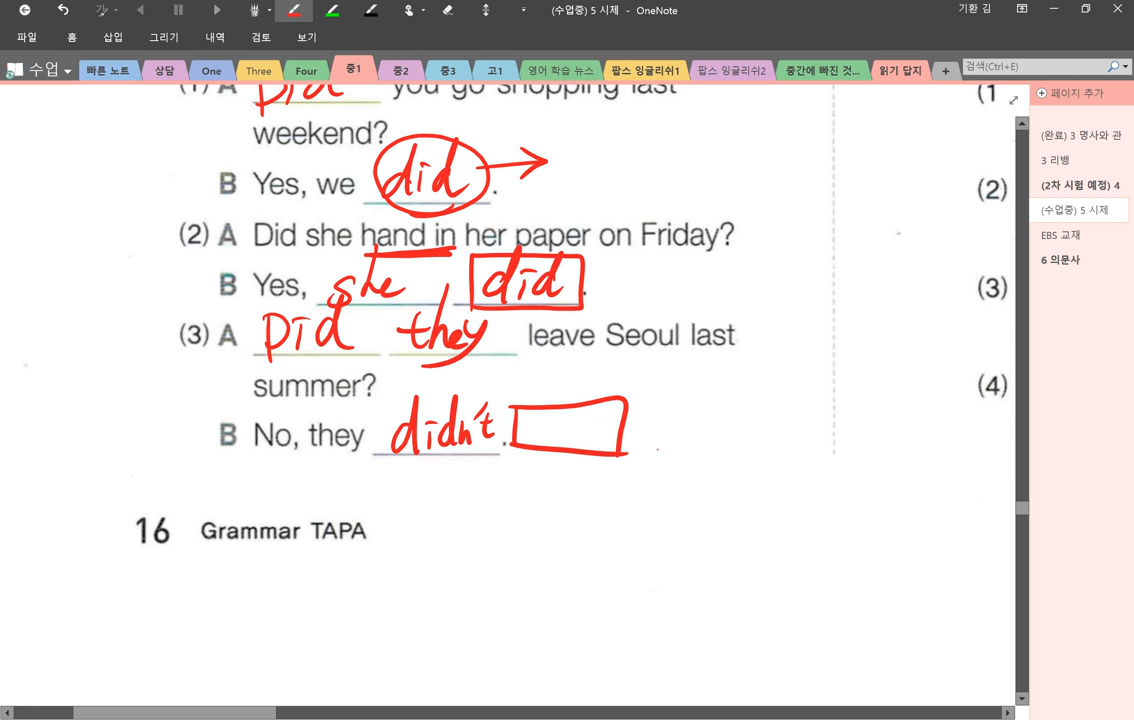 (수업중) 5 시제 - OneNote
기환 김
파일 홈 삽입 그리기 내역 검토 보기
수업 빠른 노트 상담 One Three Four 중1 중2 중3 고1 영어 학습 뉴스 팝스 잉글리쉬1 팝스 잉글리쉬2 중간에 빠진 것... 읽기 답지 +
검색(Ctrl+E)
페이지 추가
(완료) 3 명사와 관
3 리뱅
(2차 시험 예정) 4
(수업중) 5 시제
EBS 교재
6 의문사
(1) A Did you go shopping last
weekend?
B Yes, we did.
(2) A Did she hand in her paper on Friday?
B Yes, she did.
(3) A Did they leave Seoul last
summer?
B No, they didn't.
(1
(2)
(3)
(4)
16 Grammar TAPA